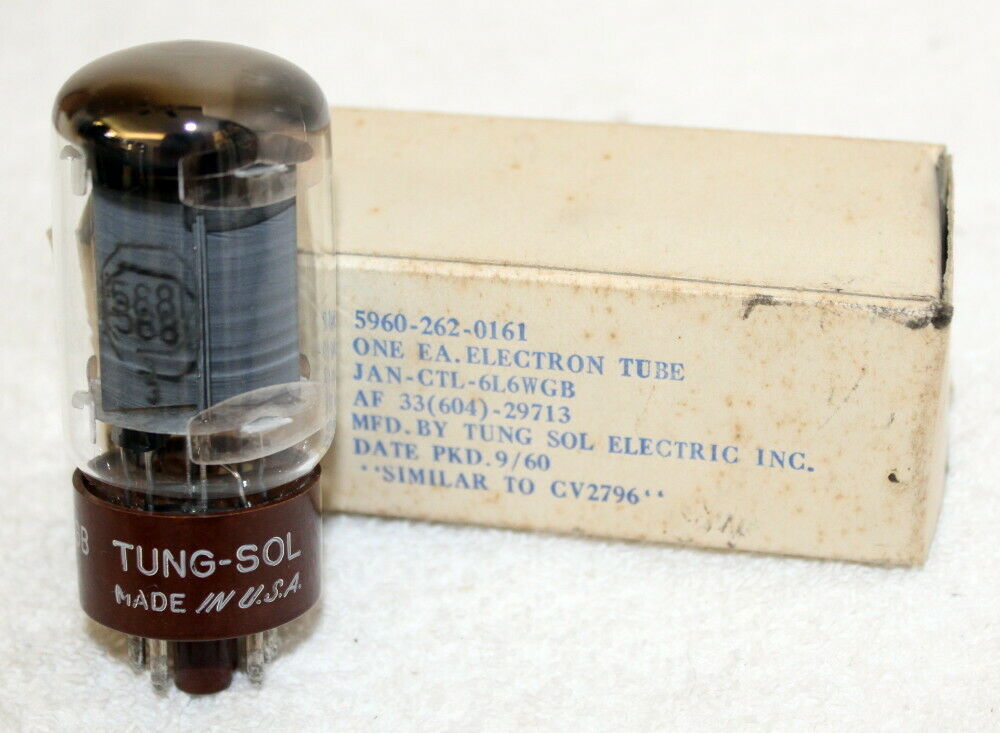 5960-262-0161
ONE EA. ELECTRON TUBE
JAN-CTL-6L6WGB
AF 33(604)-29713
MFD. BY TUNG SOL ELECTRIC INC.
DATE PKD. 9/60
"SIMILAR TO CV2796"
TUNG-SOL
MADE IN U.S.A.